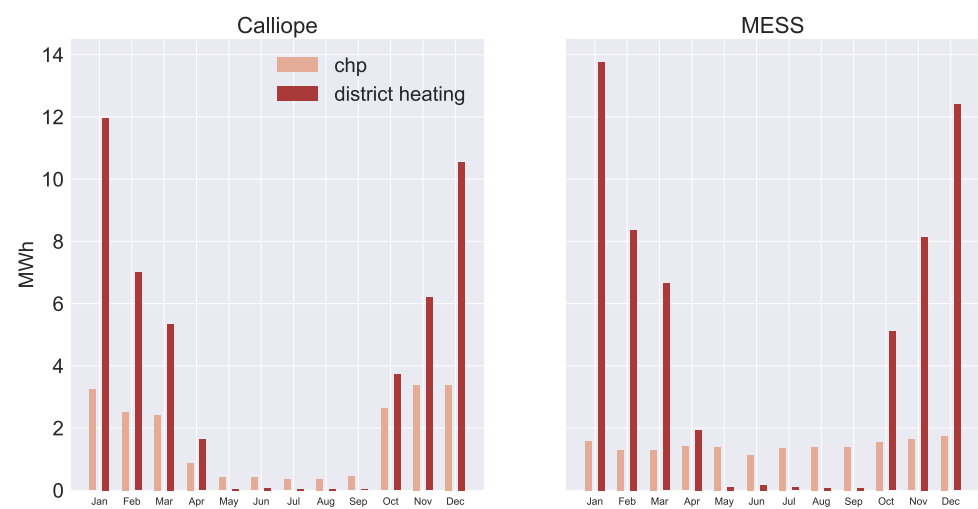 Calliope
MESS
chp
district heating
MWh
14
12
10
8
6
4
2
0
Jan Feb Mar Apr May Jun Jul Aug Sep Oct Nov Dec
Jan Feb Mar Apr May Jun Jul Aug Sep Oct Nov Dec